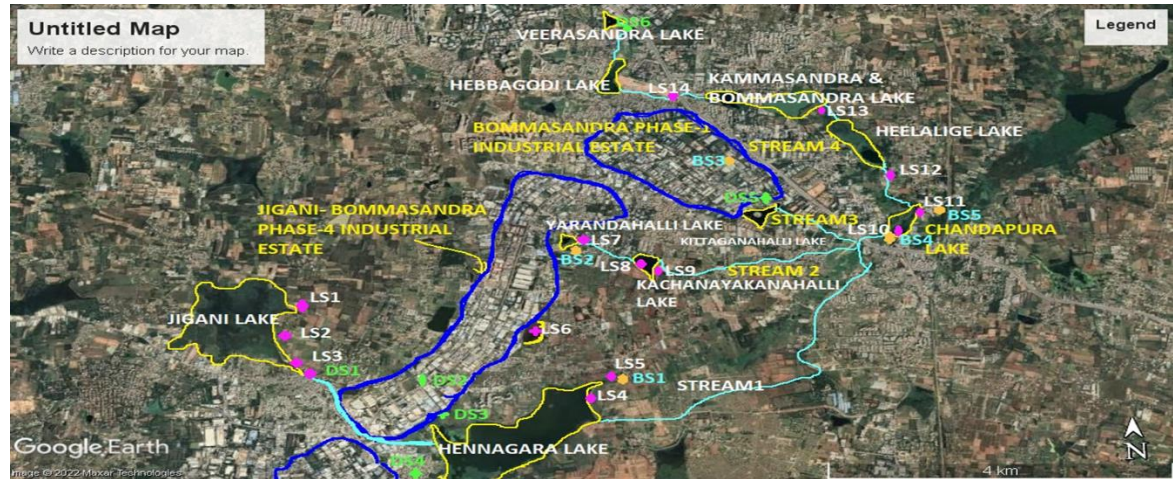 Untitled Map
Write a description for your map.
Legend
DS6
VEERASANDRA LAKE
HEBBAGODI LAKE
LS14
KAMMASANDRA &
BOMMASANDRA LAKE
LS13
HEELALIGE LAKE
BOMMASANDRA PHASE-1
INDUSTRIAL ESTATE
STREAM 4
BS3
LS12
DS5
LS11
BS5
JIGANI- BOMMASANDRA
PHASE-4 INDUSTRIAL
ESTATE
YARANDAHALLI LAKE
STREAM3
LS10
CHANDAPURA
LAKE
LS7
KITTAGANAHALLI LAKE
BS4
BS2
LS8
LS9
STREAM 2
KACHANAYAKANAHALLI
LAKE
LS1
JIGANI LAKE
LS2
LS6
LS3
DS1
LS5
BS1
DS2
STREAM1
LS4
DS3
HENNAGARA LAKE
DS4
Google Earth
Image © 2022 Maxar Technologies
4 km
N